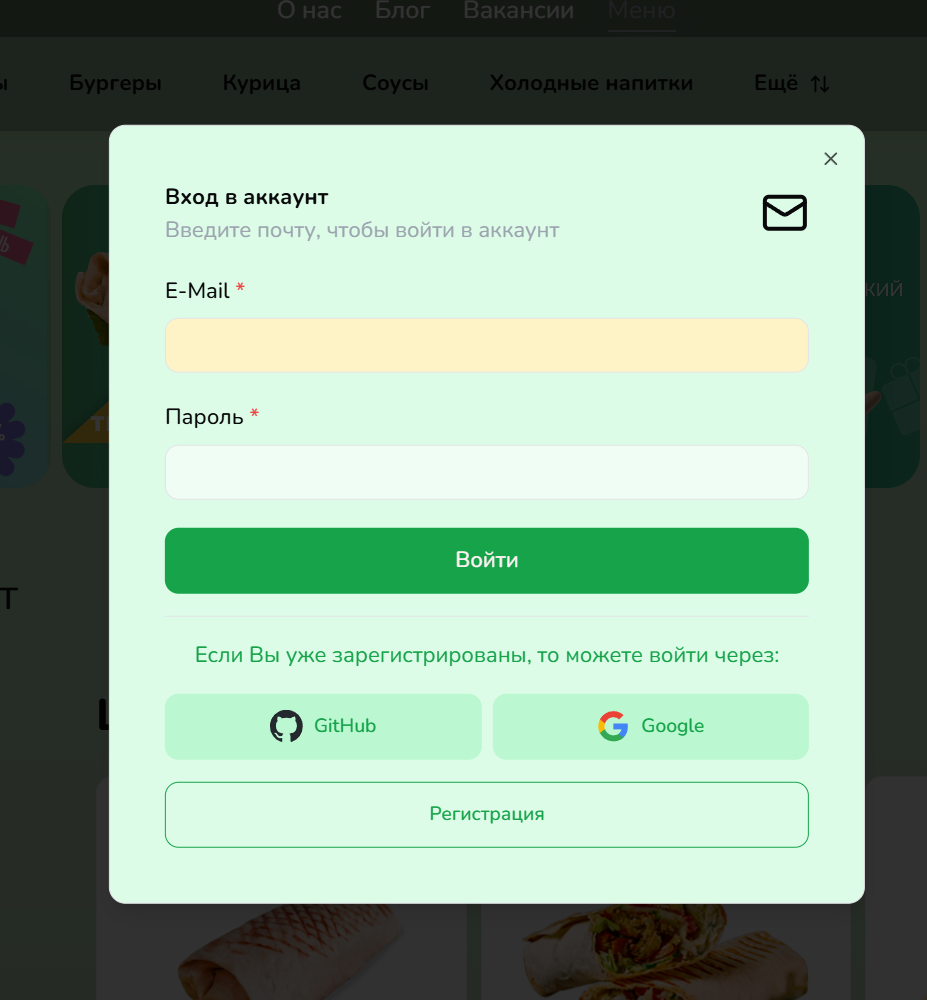 О нас Блог Вакансии Меню
Бургеры Курица Соусы Холодные напитки Ещё
Вход в аккаунт
Введите почту, чтобы войти в аккаунт
E-Mail *
Пароль *
Войти
Если Вы уже зарегистрированы, то можете войти через:
GitHub Google
Регистрация